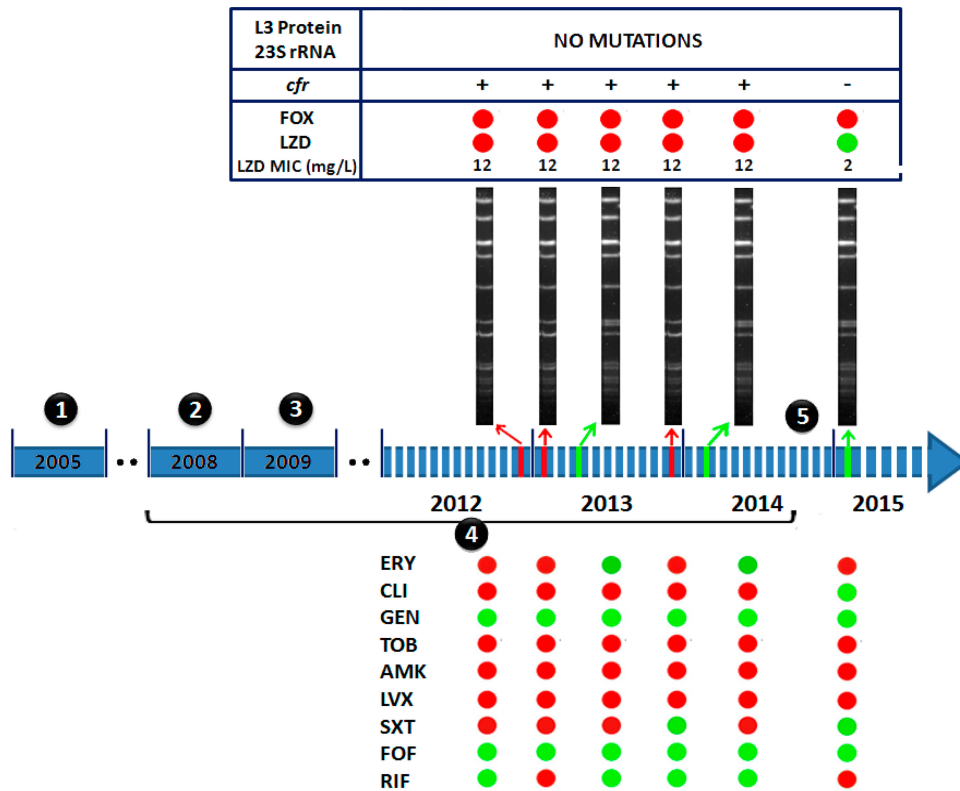 L3 Protein
23S rRNA
NO MUTATIONS
cfr + + + + + -
FOX
LZD
LZD MIC (mg/L) 12 12 12 12 12 2
1 2 3 5
2005 •• 2008 2009 ••
2012 2013 2014 2015
4
ERY
CLI
GEN
TOB
AMK
LVX
SXT
FOF
RIF